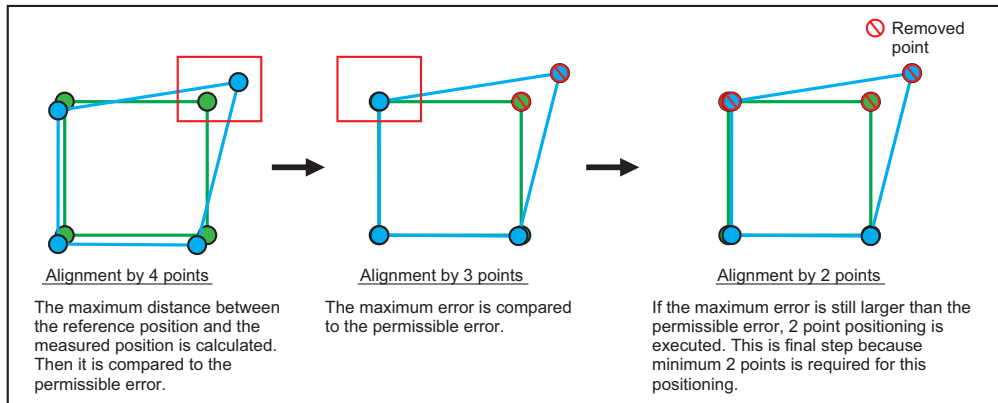 Removed
point
Alignment by 4 points
The maximum distance between
the reference position and the
measured position is calculated.
Then it is compared to the
permissible error.
Alignment by 3 points
The maximum error is compared
to the permissible error.
Alignment by 2 points
If the maximum error is still larger than the
permissible error, 2 point positioning is
executed. This is final step because
minimum 2 points is required for this
positioning.